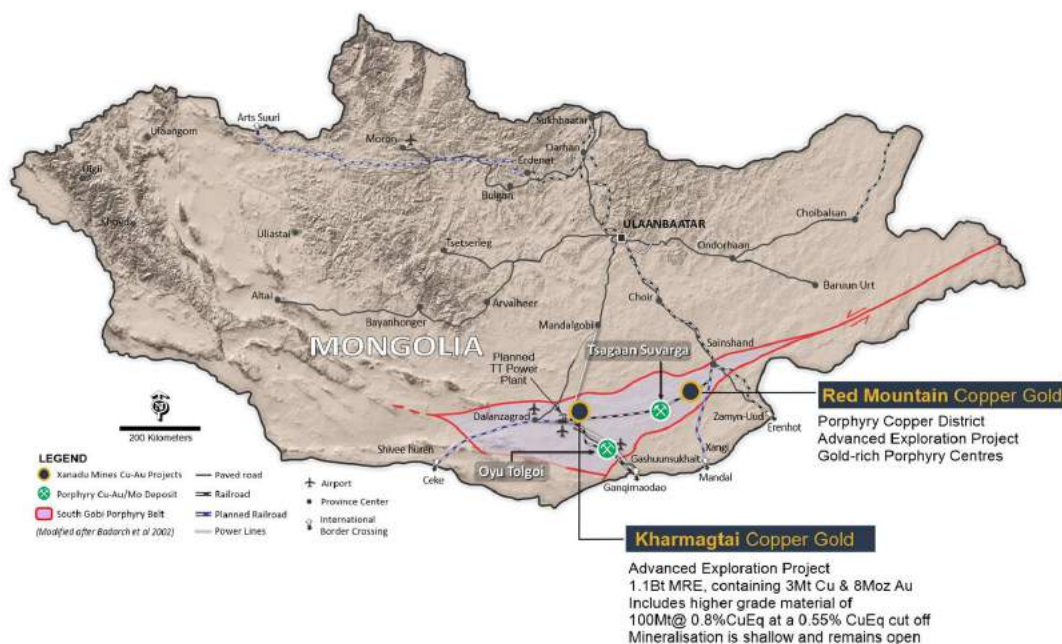 Arts Suuri
Ulaangom
Moron
Sukhbaatar
Darhan
Erdenet
Bulgan
Ulgii
Khovd
Uliastai
Tsetserleg
ULAANBAATAR
Choibalsan
Ondorhaan
Baruun Urt
Altai
Bayanhonger
Arvaiheer
Choir
Mandalgobi
MONGOLIA
Sainshand
Tsagaan Suvarga
Planned
TT Power
Plant
Dalanzagrad
Zamyn-Uud
Erenhot
Shivee huren
Ceke
Oyu Tolgoi
Gashuunsukhait
Ganqimaodao
Xangi
Mandal
N
200 Kilometers
LEGEND
Xanadu Mines Cu-Au Projects
Porphyry Cu-Au/Mo Deposit
South Gobi Porphyry Belt
(Modified after Badarch et al 2002)
Paved road
Railroad
Planned Railroad
Power Lines
Airport
Province Center
International
Border Crossing
Red Mountain Copper Gold
Porphyry Copper District
Advanced Exploration Project
Gold-rich Porphyry Centres
Kharmagtai Copper Gold
Advanced Exploration Project
1.1Bt MRE, containing 3Mt Cu & 8Moz Au
Includes higher grade material of
100Mt@ 0.8%CuEq at a 0.55% CuEq cut off
Mineralisation is shallow and remains open